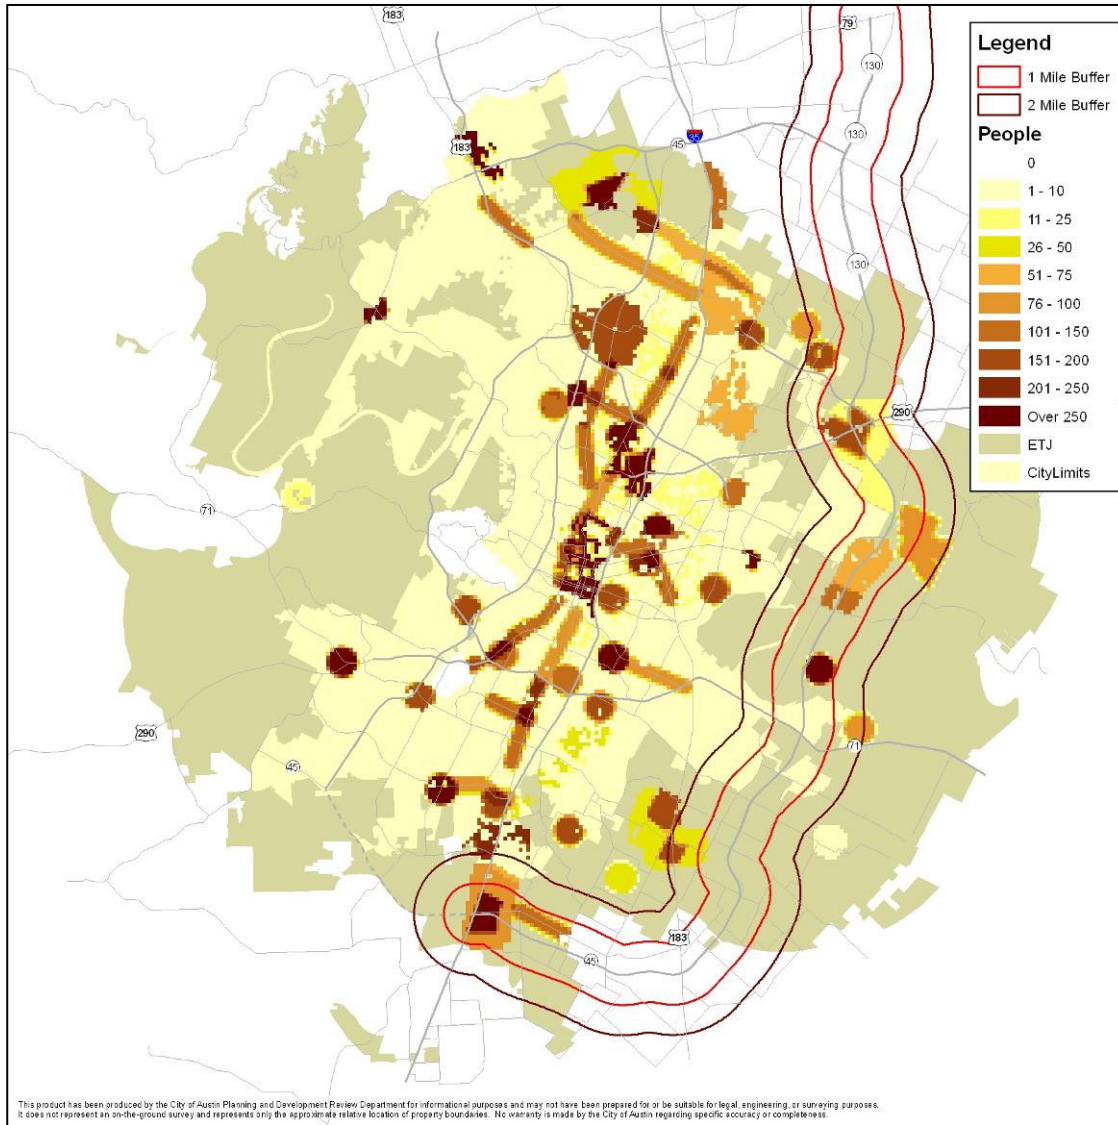 183
79
Legend
130
1 Mile Buffer
2 Mile Buffer
130
People
183
45
35
0
1 - 10
11 - 25
26 - 50
130
51 - 75
76 - 100
101 - 150
151 - 200
201 - 250
Over 250
290
ETJ
CityLimits
71
290
71
45
183
45
This product has been produced by the City of Austin Planning and Development Review Department for informational purposes and may not have been prepared for or be suitable for legal, engineering, or surveying purposes.
It does not represent an on-the-ground survey and represents only the approximate relative location of property boundaries. No warranty is made by the City of Austin regarding specific accuracy or completeness.